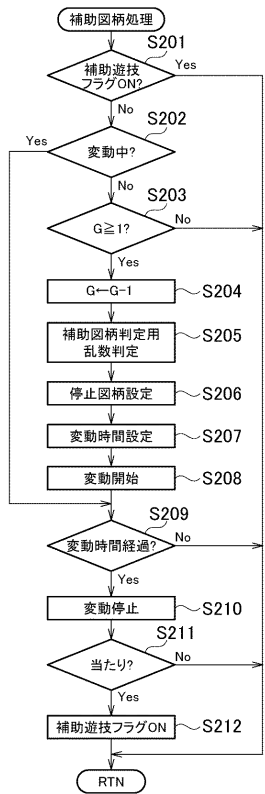 補助図柄処理
S201
補助遊技
フラグON?
Yes
No
S202
変動中?
Yes
No
S203
G≧1?
No
Yes
G←G-1
S204
補助図柄判定用
乱数判定
S205
停止図柄設定
S206
変動時間設定
S207
変動開始
S208
S209
変動時間経過?
No
Yes
変動停止
S210
S211
当たり?
No
Yes
補助遊技フラグON
S212
RTN